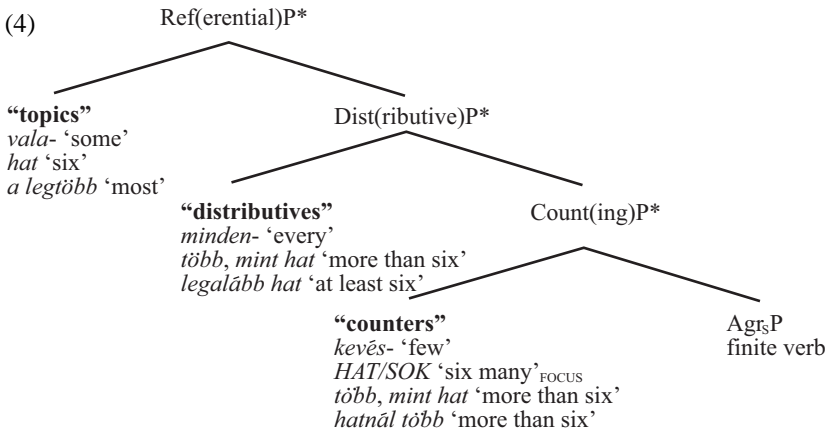 (4)
Ref(erential)P*
“topics”
vala- ‘some’
hat ‘six’
a legtöbb ‘most’
Dist(ributive)P*
“distributives”
minden- ‘every’
több, mint hat ‘more than six’
legalább hat ‘at least six’
Count(ing)P*
“counters”
kevés- ‘few’
HAT/SOK ‘six many’FOCUS
több, mint hat ‘more than six’
hatnál több ‘more than six’
AgrSP
finite verb